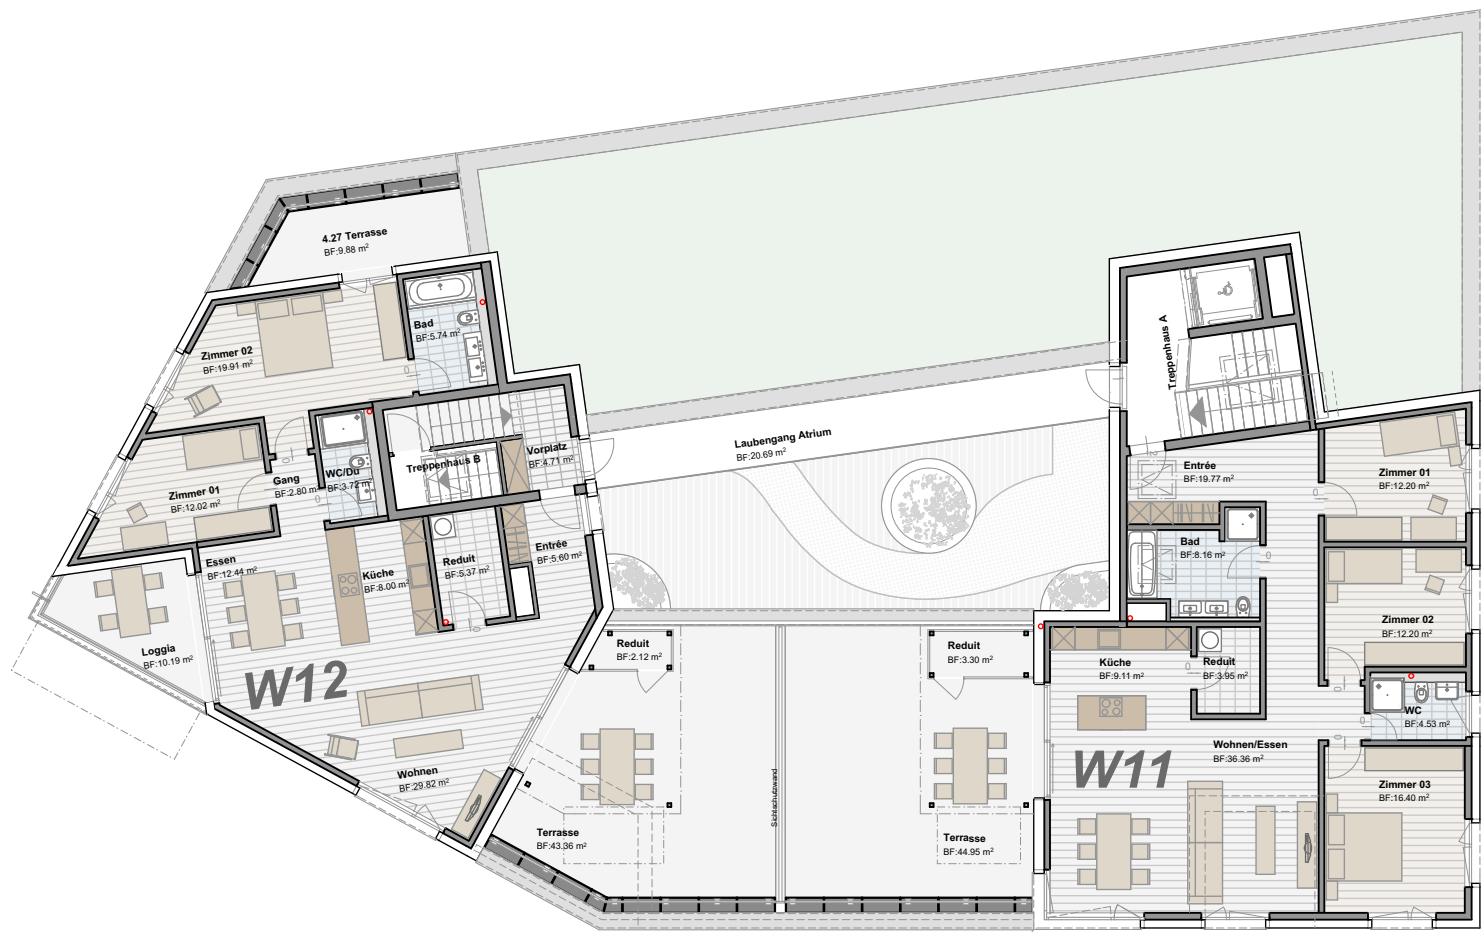 4.27 Terrasse
BF:9.88 m²
Zimmer 02
BF:19.91 m²
Bad
BF:5.74 m²
Zimmer 01
BF:12.02 m²
Gang
BF:2.80 m²
WC/Du
BF:3.72 m²
Treppenhaus B
Vorplatz
BF:4.71 m²
Essen
BF:12.44 m²
Küche
BF:8.00 m²
Reduit
BF:5.37 m²
Entrée
BF:5.60 m²
Loggia
BF:10.19 m²
W12
Wohnen
BF:29.82 m²
Laubengang Atrium
BF:20.69 m²
Reduit
BF:2.12 m²
Terrasse
BF:43.36 m²
Sichtschutzwand
Reduit
BF:3.30 m²
Terrasse
BF:44.95 m²
Treppenhaus A
Entrée
BF:19.77 m²
Zimmer 01
BF:12.20 m²
Bad
BF:8.16 m²
Zimmer 02
BF:12.20 m²
Küche
BF:9.11 m²
Reduit
BF:3.95 m²
WC
BF:4.53 m²
W11
Wohnen/Essen
BF:36.36 m²
Zimmer 03
BF:16.40 m²